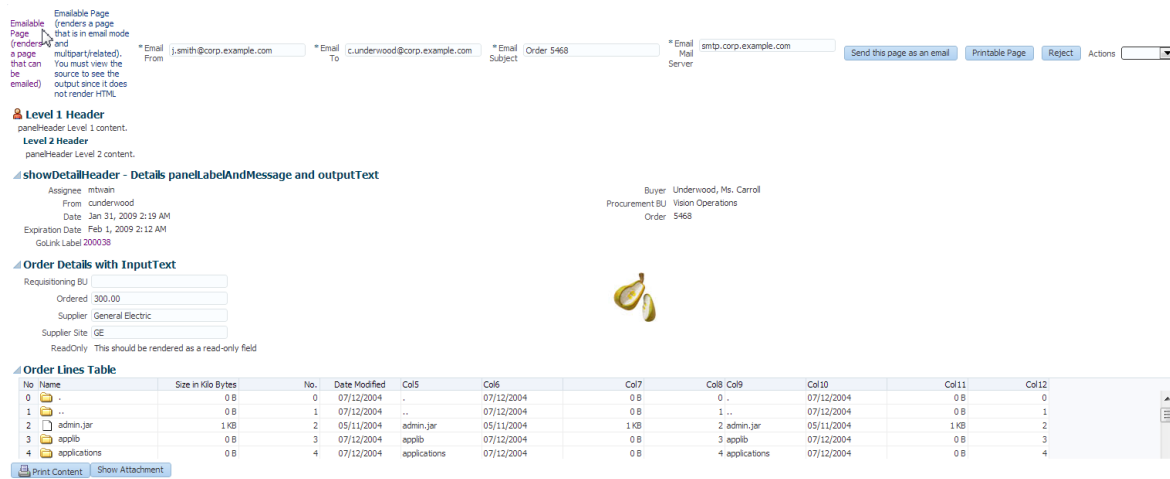 Emailable
Page
(renders
a page
that can
be
emailed)
Emailable Page
(renders a page
that is in email mode
and
multipart/related).
You must view the
source to see the
output since it does
not render HTML
* Email
From
j.smith@corp.example.com
* Email
To
c.underwood@corp.example.com
* Email
Subject
Order 5468
* Email
Mail
Server
smtp.corp.example.com
Send this page as an email
Printable Page
Reject
Actions
Level 1 Header
panelHeader Level 1 content.
Level 2 Header
panelHeader Level 2 content.
showDetailHeader - Details panelLabelAndMessage and outputText
Assignee mtwain
From cunderwood
Date Jan 31, 2009 2:19 AM
Expiration Date Feb 1, 2009 2:12 AM
GoLink Label 200038
Buyer Underwood, Ms. Carroll
Procurement BU Vision Operations
Order 5468
Order Details with InputText
Requisitioning BU
Ordered 300.00
Supplier General Electric
Supplier Site GE
ReadOnly This should be rendered as a read-only field
Order Lines Table
No Name Size in Kilo Bytes No. Date Modified Col5 Col6 Col7 Col8 Col9 Col10 Col11 Col12
0 . 0 B 0 07/12/2004 . 07/12/2004 0 B 0 . 07/12/2004 0 B 0
1 .. 0 B 1 07/12/2004 .. 07/12/2004 0 B 1 .. 07/12/2004 0 B 1
2 admin.jar 1 KB 2 05/11/2004 admin.jar 05/11/2004 1 KB 2 admin.jar 05/11/2004 1 KB 2
3 applib 0 B 3 07/12/2004 applib 07/12/2004 0 B 3 applib 07/12/2004 0 B 3
4 applications 0 B 4 07/12/2004 applications 07/12/2004 0 B 4 applications 07/12/2004 0 B 4
Print Content
Show Attachment